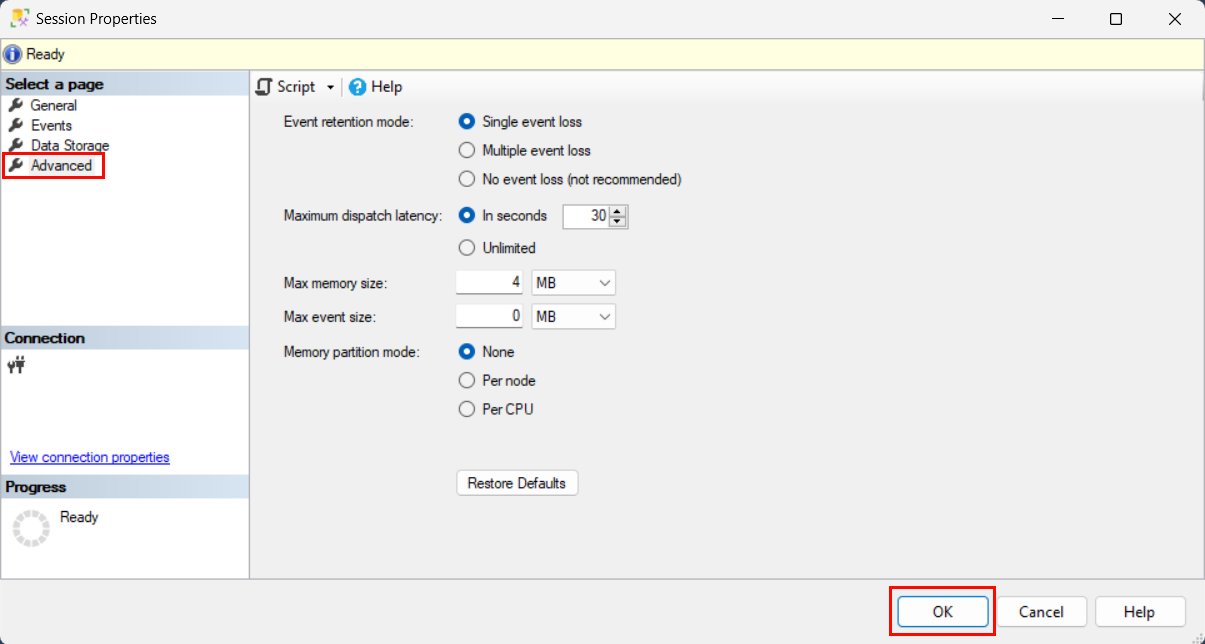 Session Properties
Ready
Select a page
General
Events
Data Storage
Advanced
Connection
View connection properties
Progress
Ready
Script Help
Event retention mode: Single event loss
Multiple event loss
No event loss (not recommended)
Maximum dispatch latency: In seconds 30
Unlimited
Max memory size: 4 MB
Max event size: 0 MB
Memory partition mode: None
Per node
Per CPU
Restore Defaults
OK Cancel Help